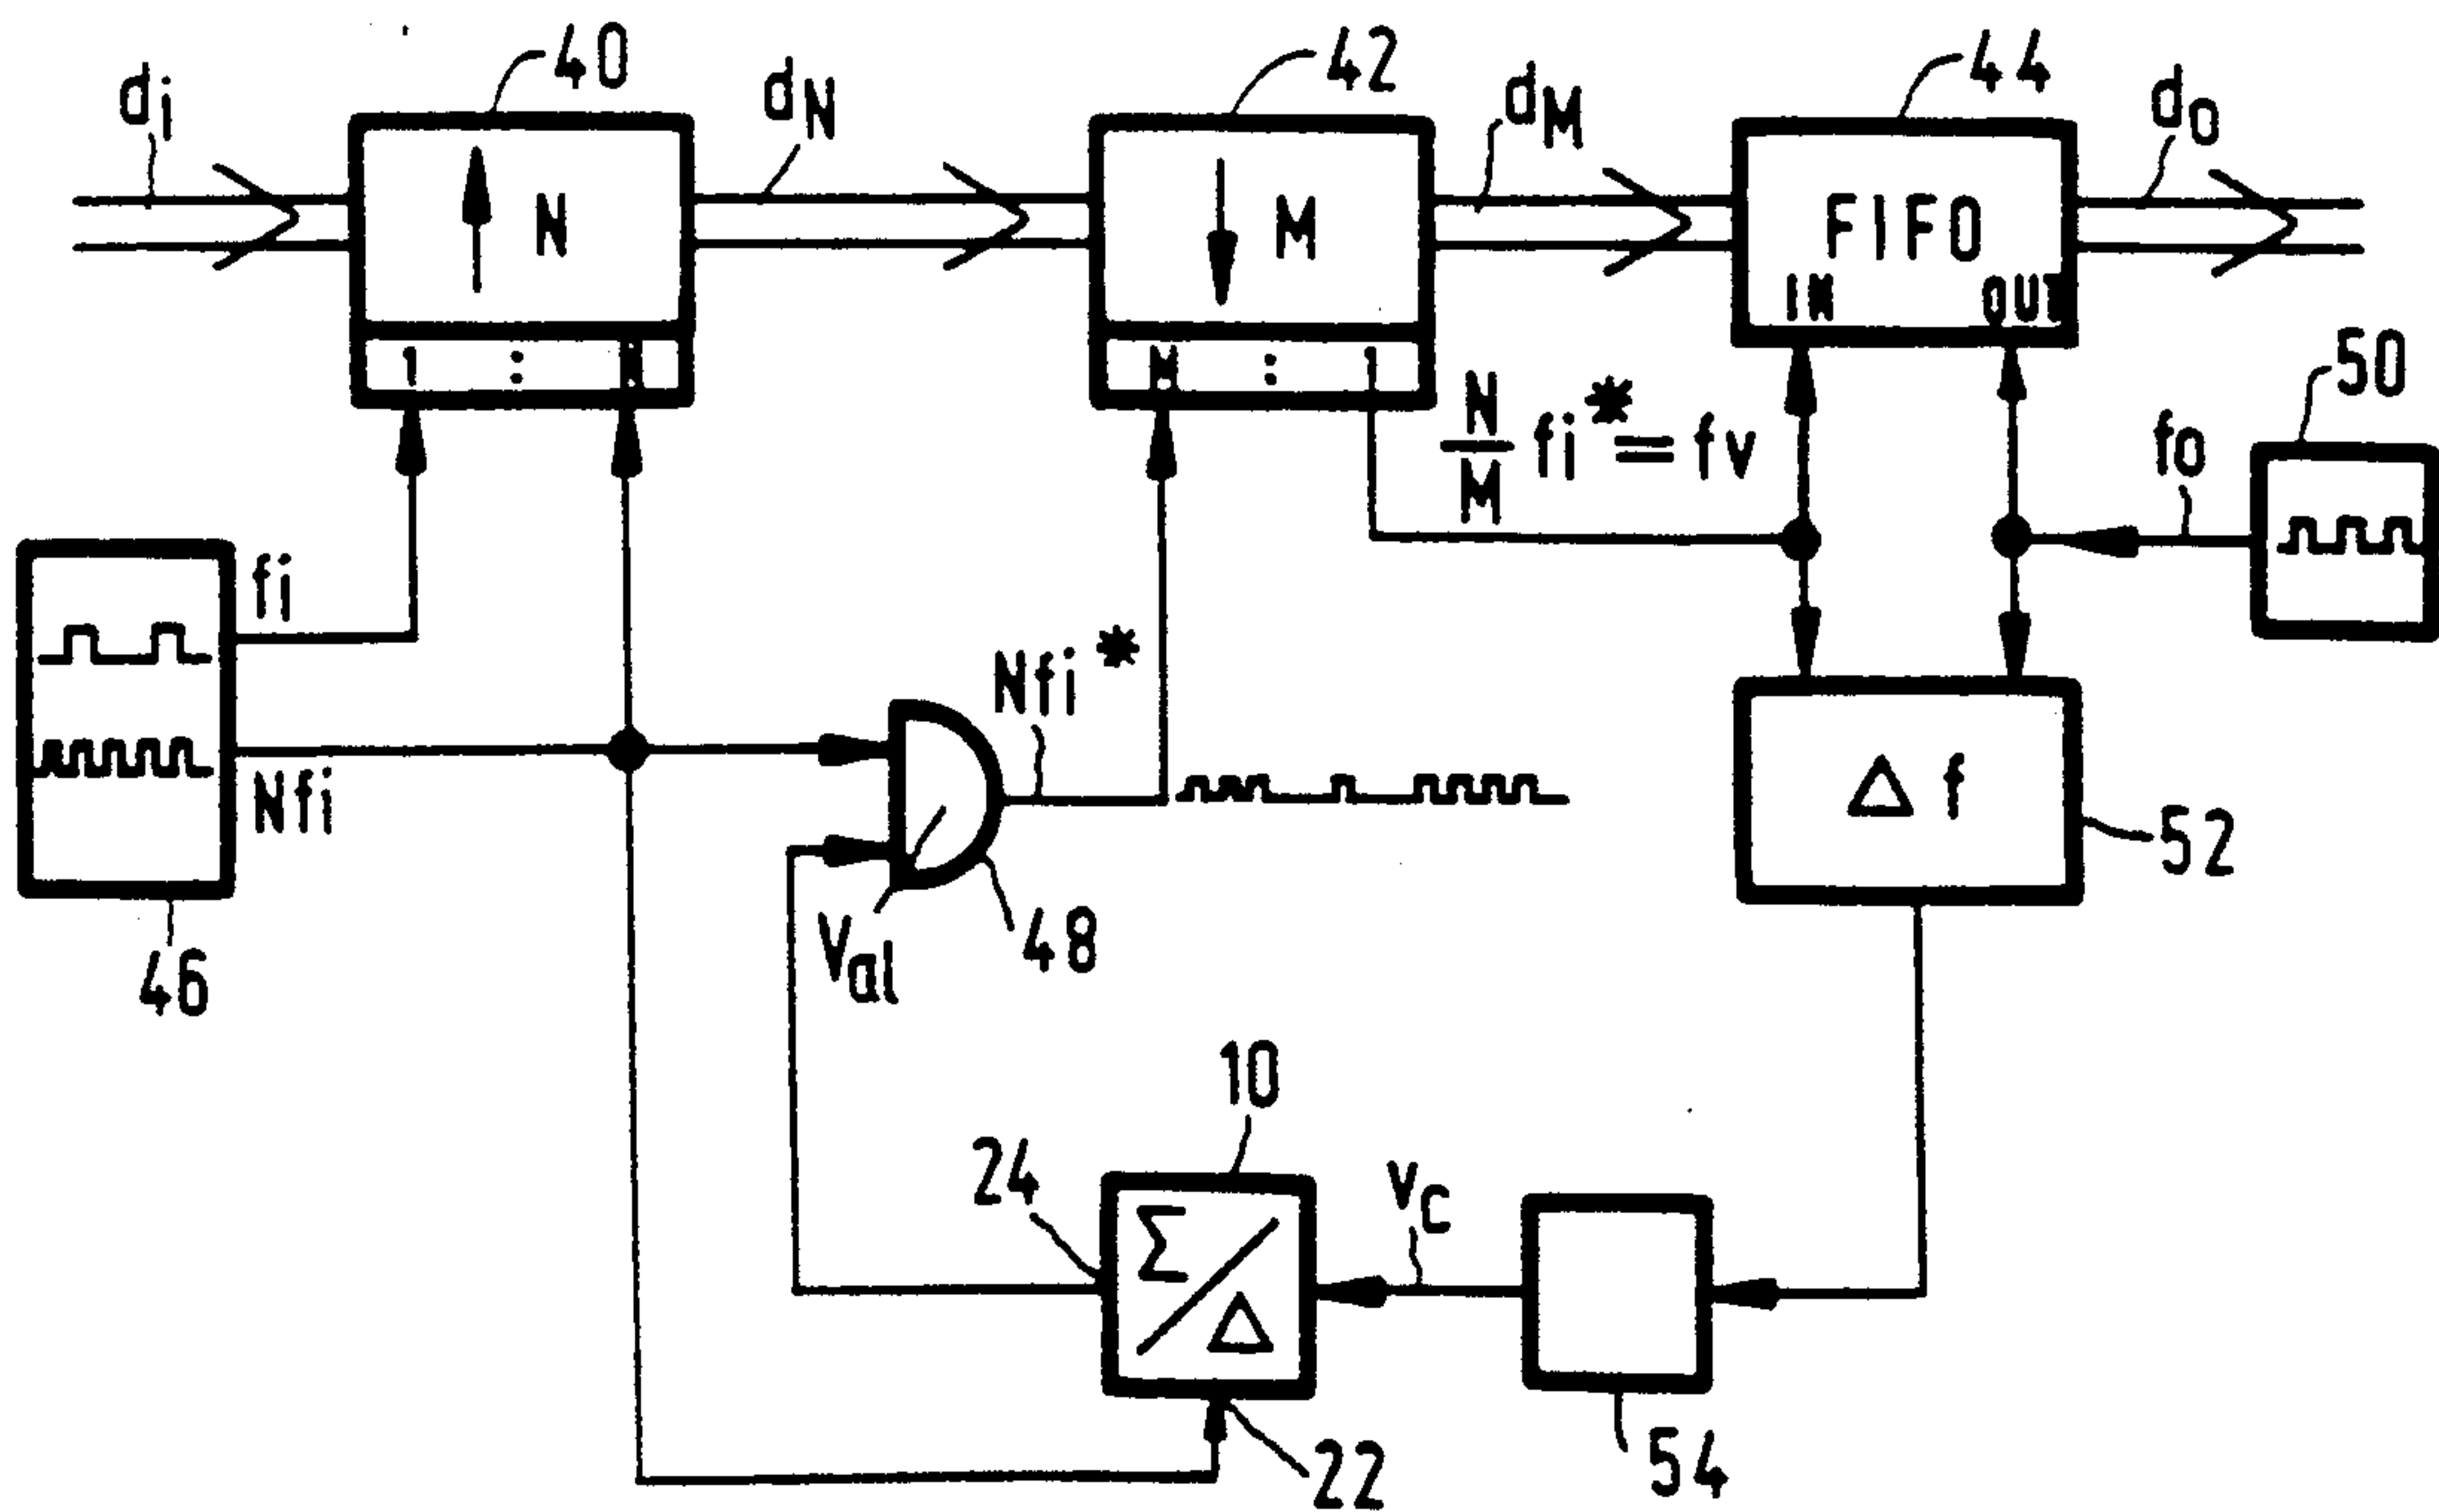 di
40
dN
42
dM
44
do
↑ N
↓ M
FIFO
IN OUT
1 :
M : 1
N/M fi* = fv
50
fo
fi
Nfi
46
Nfi*
Val
48
Δ f
52
10
24
Σ/Δ
vc
22
54